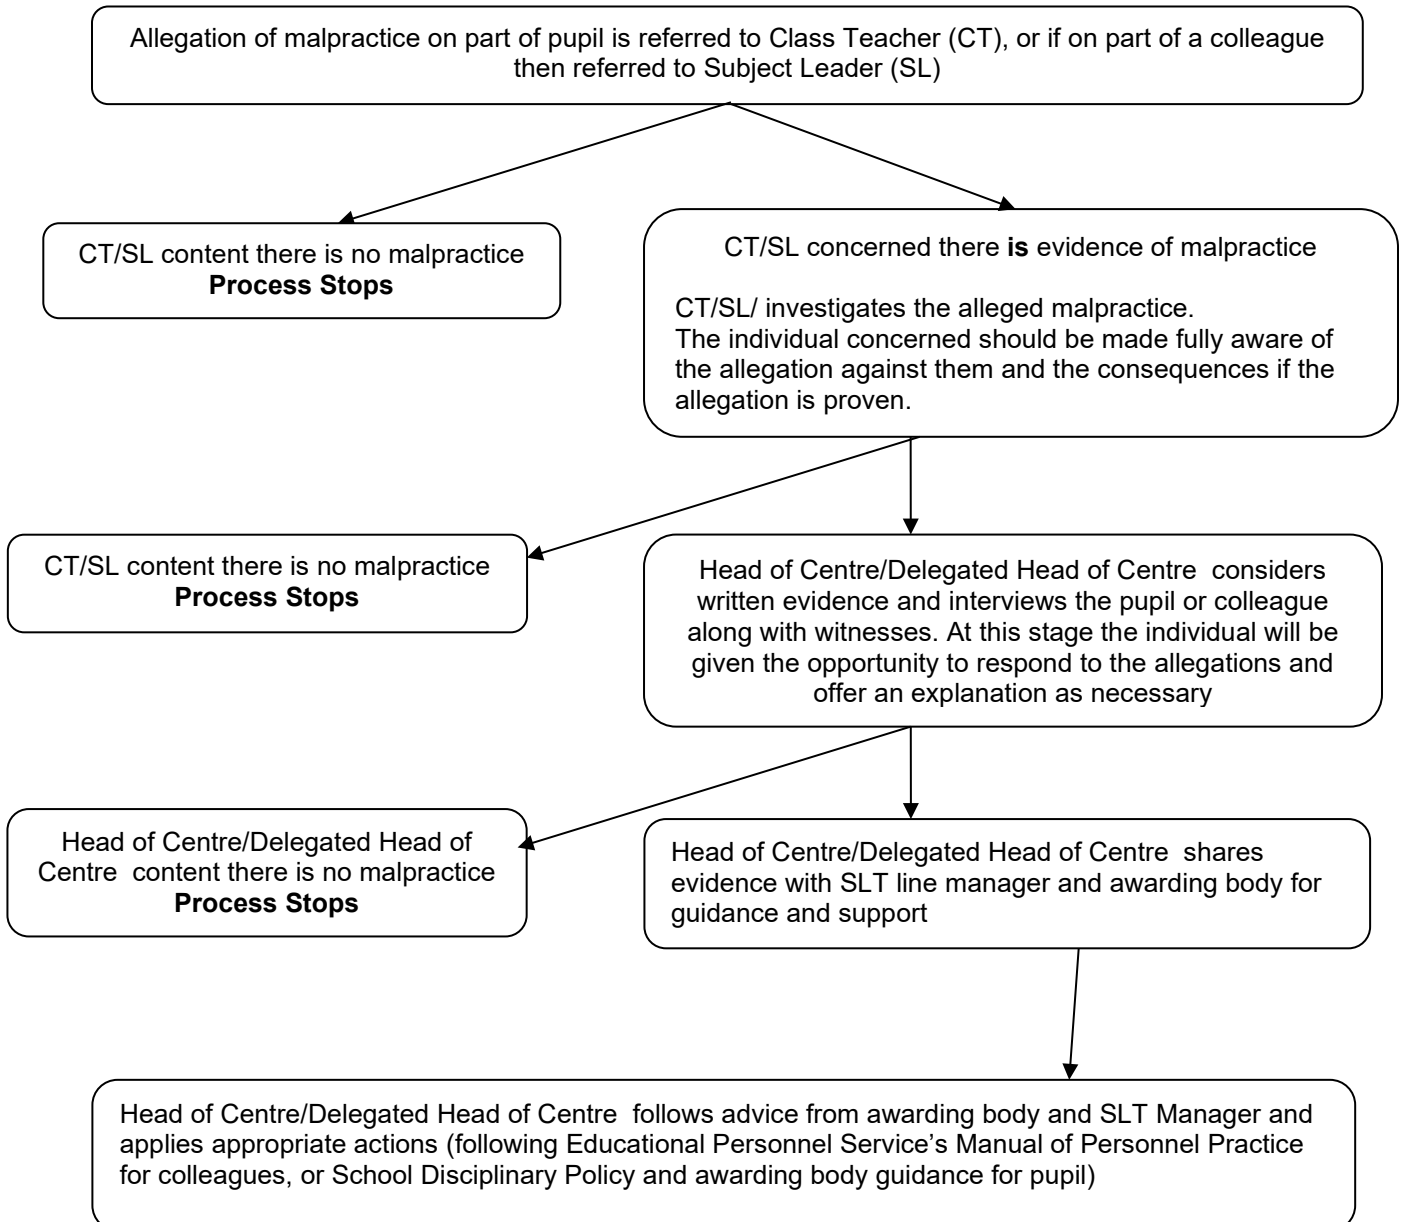 Allegation of malpractice on part of pupil is referred to Class Teacher (CT), or if on part of a colleague
then referred to Subject Leader (SL)
CT/SL content there is no malpractice
Process Stops
CT/SL concerned there is evidence of malpractice
CT/SL/ investigates the alleged malpractice.
The individual concerned should be made fully aware of
the allegation against them and the consequences if the
allegation is proven.
CT/SL content there is no malpractice
Process Stops
Head of Centre/Delegated Head of Centre  considers
written evidence and interviews the pupil or colleague
along with witnesses. At this stage the individual will be
given the opportunity to respond to the allegations and
offer an explanation as necessary
Head of Centre/Delegated Head of
Centre  content there is no malpractice
Process Stops
Head of Centre/Delegated Head of Centre  shares
evidence with SLT line manager and awarding body for
guidance and support
Head of Centre/Delegated Head of Centre  follows advice from awarding body and SLT Manager and
applies appropriate actions (following Educational Personnel Service’s Manual of Personnel Practice
for colleagues, or School Disciplinary Policy and awarding body guidance for pupil)